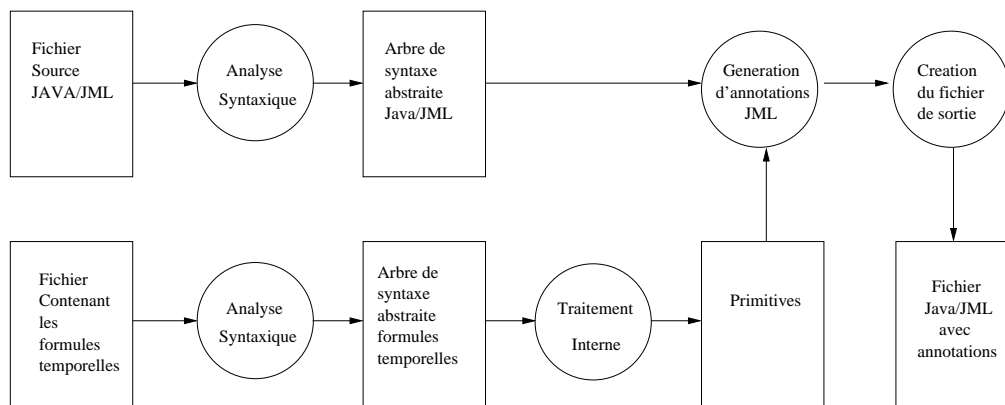 Fichier
Source
JAVA/JML
Analyse
Syntaxique
Arbre de
syntaxe
abstraite
Java/JML
Generation
d'annotations
JML
Creation
du fichier
de sortie
Fichier
Contenant
les
formules
temporelles
Analyse
Syntaxique
Arbre de
syntaxe
abstraite
formules
temporelles
Traitement
Interne
Primitives
Fichier
Java/JML
avec
annotations